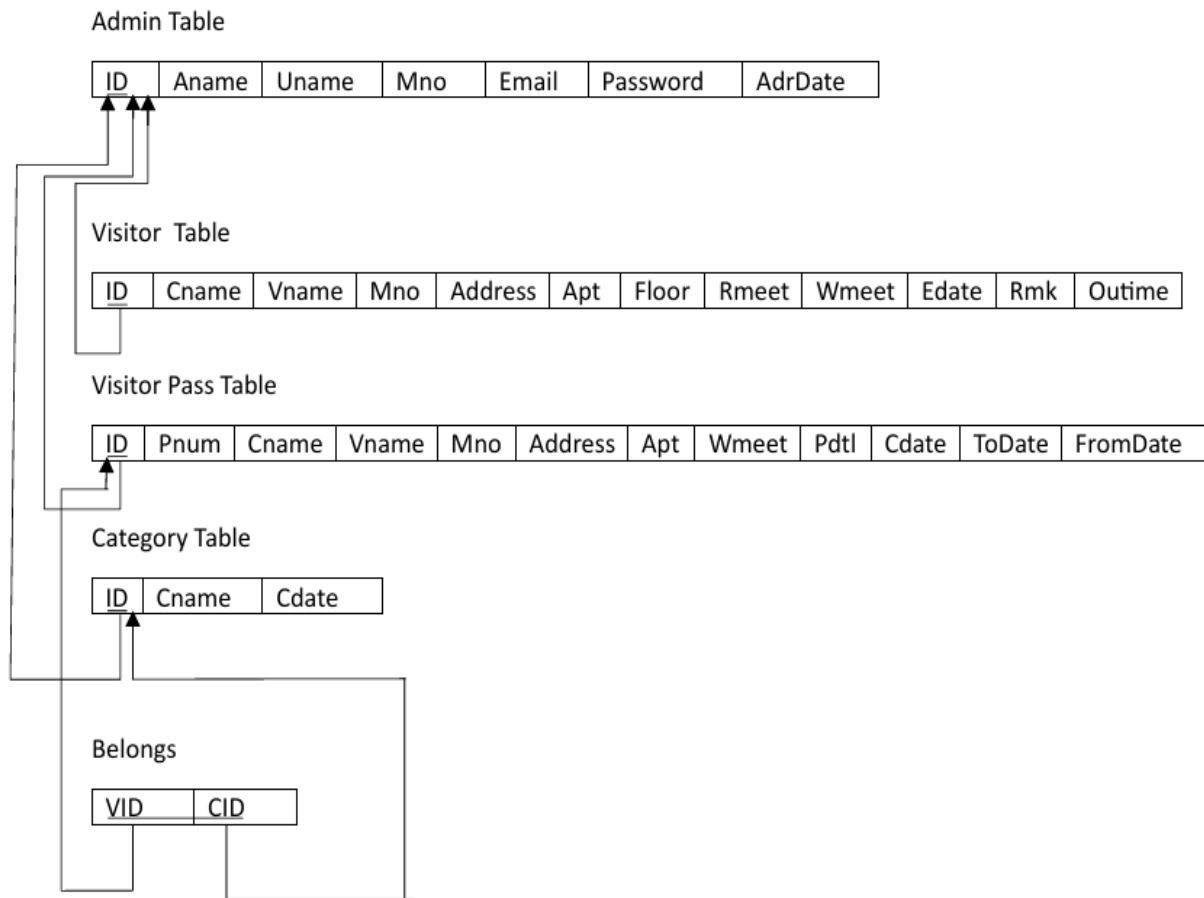 Admin Table
ID Aname Uname Mno Email Password AdrDate
Visitor Table
ID Cname Vname Mno Address Apt Floor Rmeet Wmeet Edate Rmk Outime
Visitor Pass Table
ID Pnum Cname Vname Mno Address Apt Wmeet Pdtl Cdate ToDate FromDate
Category Table
ID Cname Cdate
Belongs
VID CID